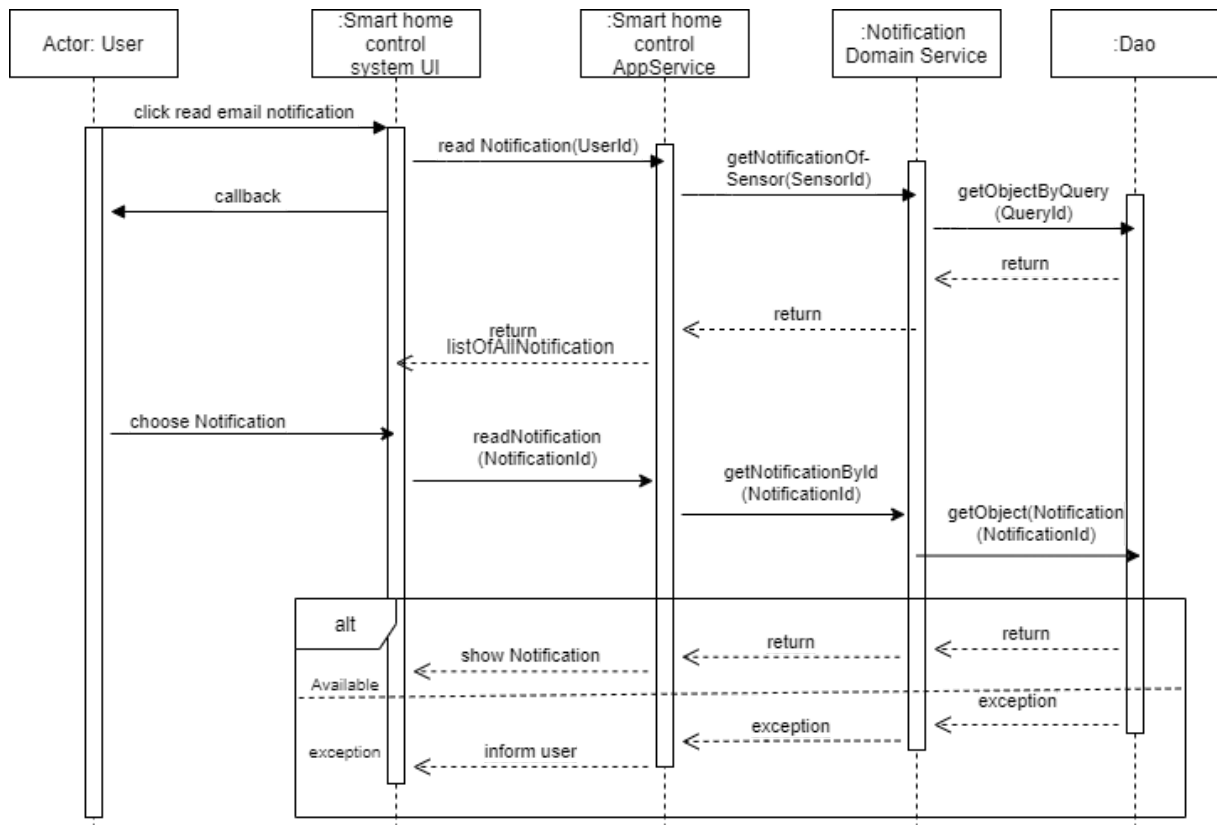 Actor: User
:Smart home
control
system UI
:Smart home
control
AppService
:Notification
Domain Service
:Dao
click read email notification
read Notification(UserId)
getNotificationOf-
Sensor(SensorId)
callback
getObjectByQuery
(QueryId)
return
return
return
listOfAllNotification
choose Notification
readNotification
(NotificationId)
getNotificationById
(NotificationId)
getObject(Notification
(NotificationId)
alt
return
return
show Notification
Available
exception
exception
exception
inform user